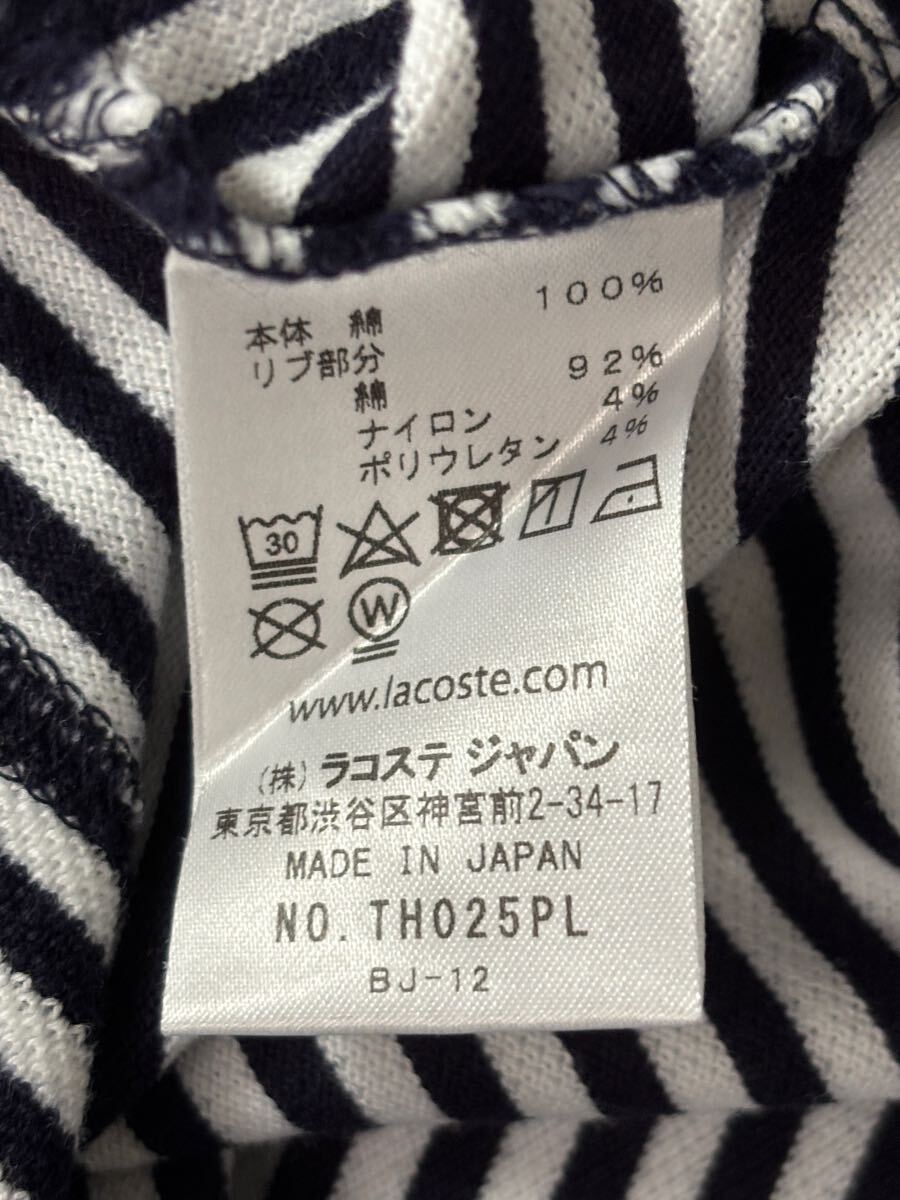 本体 綿 100%
リブ部分
綿 92%
ナイロン 4%
ポリウレタン 4%
30
W
www.lacoste.com
(株) ラコステ ジャパン
東京都渋谷区神宮前2-34-17
MADE IN JAPAN
NO. TH025PL
BJ-12